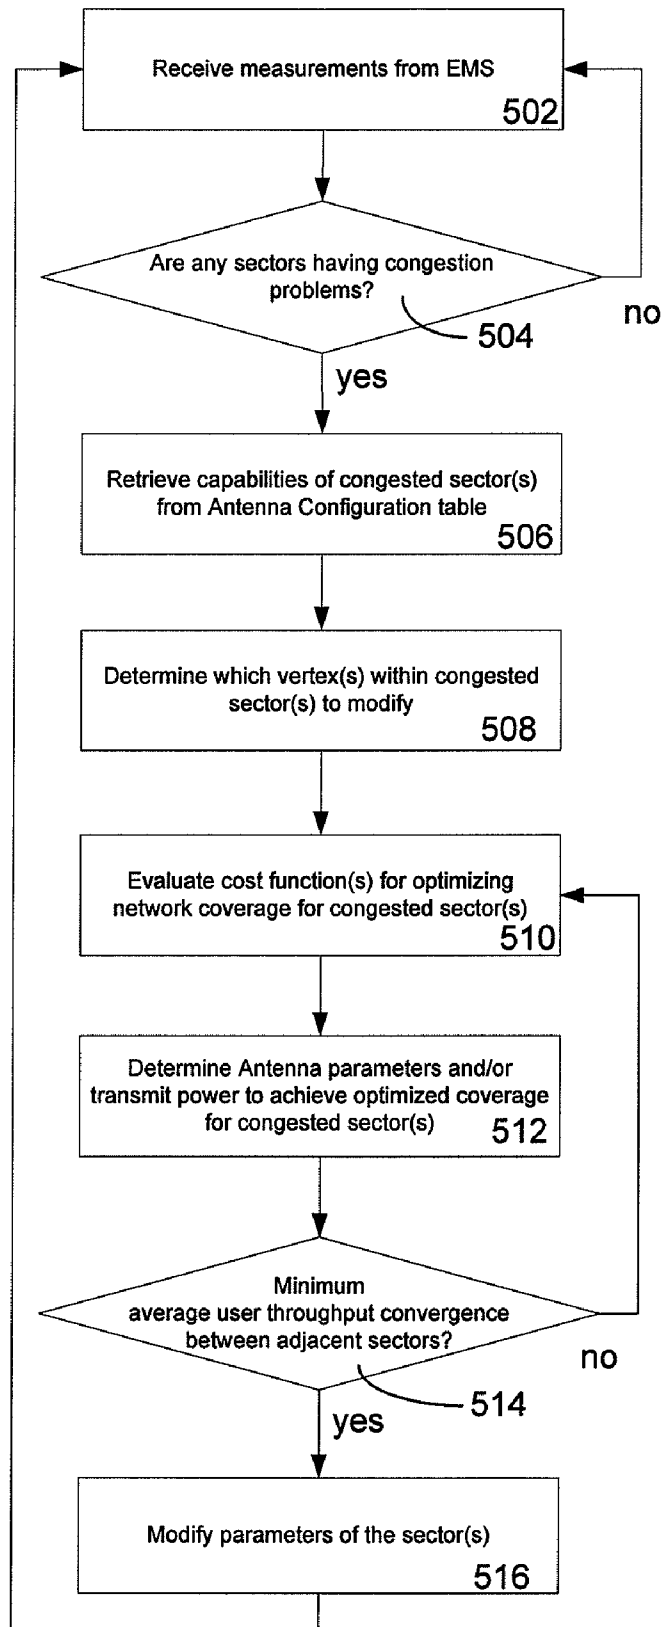 Receive measurements from EMS
502
Are any sectors having congestion
problems?
504
no
yes
Retrieve capabilities of congested sector(s)
from Antenna Configuration table
506
Determine which vertex(s) within congested
sector(s) to modify
508
Evaluate cost function(s) for optimizing
network coverage for congested sector(s)
510
Determine Antenna parameters and/or
transmit power to achieve optimized coverage
for congested sector(s)
512
Minimum
average user throughput convergence
between adjacent sectors?
no
514
yes
Modify parameters of the sector(s)
516